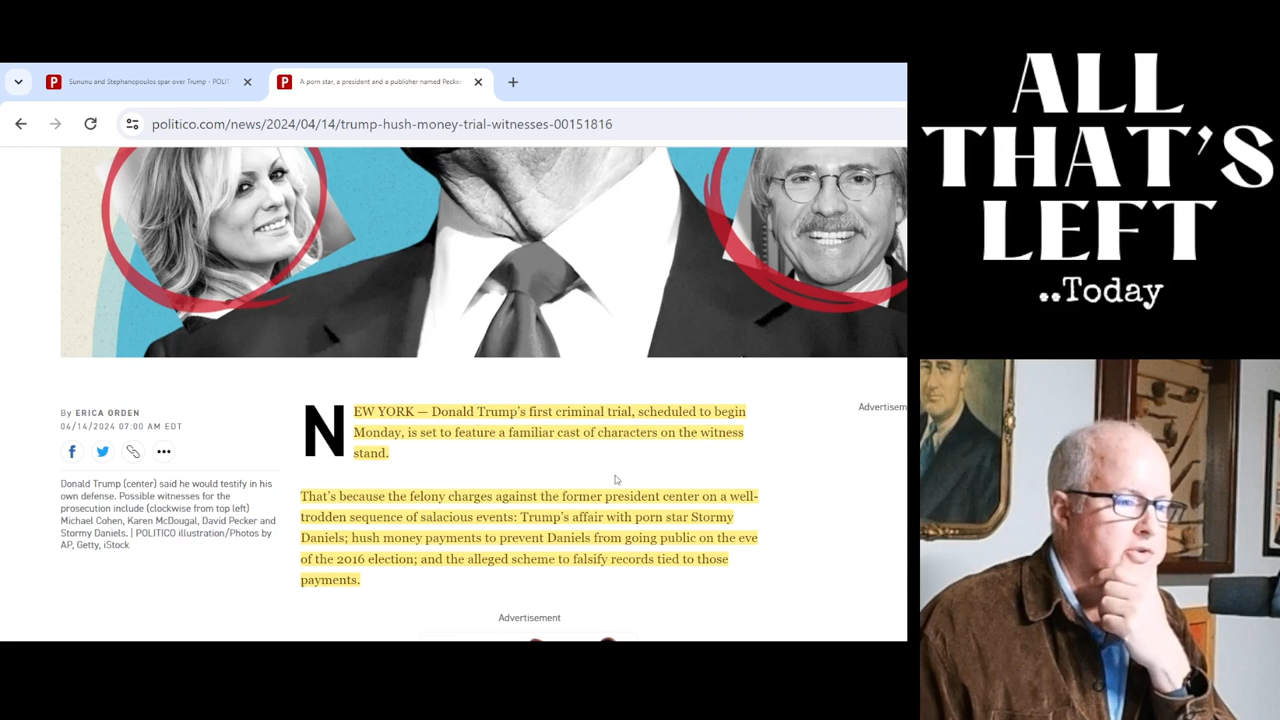 Sununu and Stephanopoulos spar over Trump - POLIT
A porn star, a president and a publisher named Pecke
politico.com/news/2024/04/14/trump-hush-money-trial-witnesses-00151816
By ERICA ORDEN
04/14/2024 07:00 AM EDT
Donald Trump (center) said he would testify in his
own defense. Possible witnesses for the
prosecution include (clockwise from top left)
Michael Cohen, Karen McDougal, David Pecker and
Stormy Daniels. | POLITICO illustration/Photos by
AP, Getty, iStock
NEW YORK — Donald Trump’s first criminal trial, scheduled to begin
Monday, is set to feature a familiar cast of characters on the witness
stand.
That’s because the felony charges against the former president center on a well-
trodden sequence of salacious events: Trump’s affair with porn star Stormy
Daniels; hush money payments to prevent Daniels from going public on the eve
of the 2016 election; and the alleged scheme to falsify records tied to those
payments.
Advertisement
Advertisem
ALL
THAT’S
LEFT
..Today